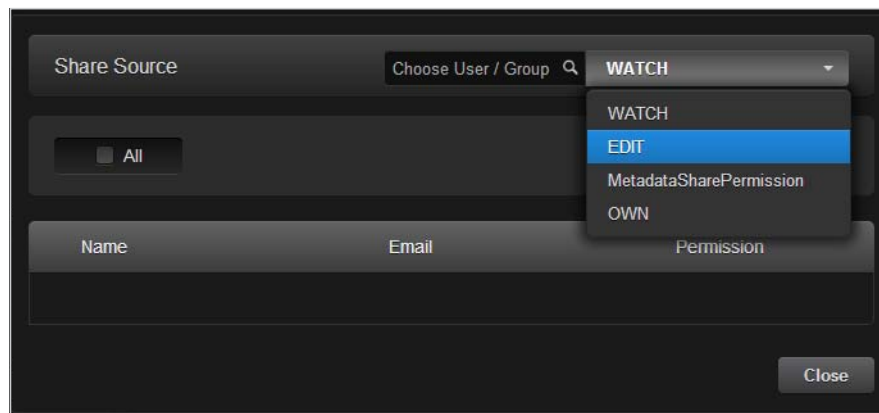 Share Source
Choose User / Group
WATCH
WATCH
EDIT
MetadataSharePermission
OWN
All
Name Email Permission
Close